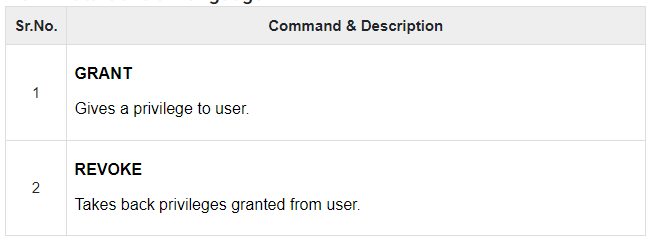 Sr.No. Command & Description
1
GRANT
Gives a privilege to user.
2
REVOKE
Takes back privileges granted from user.